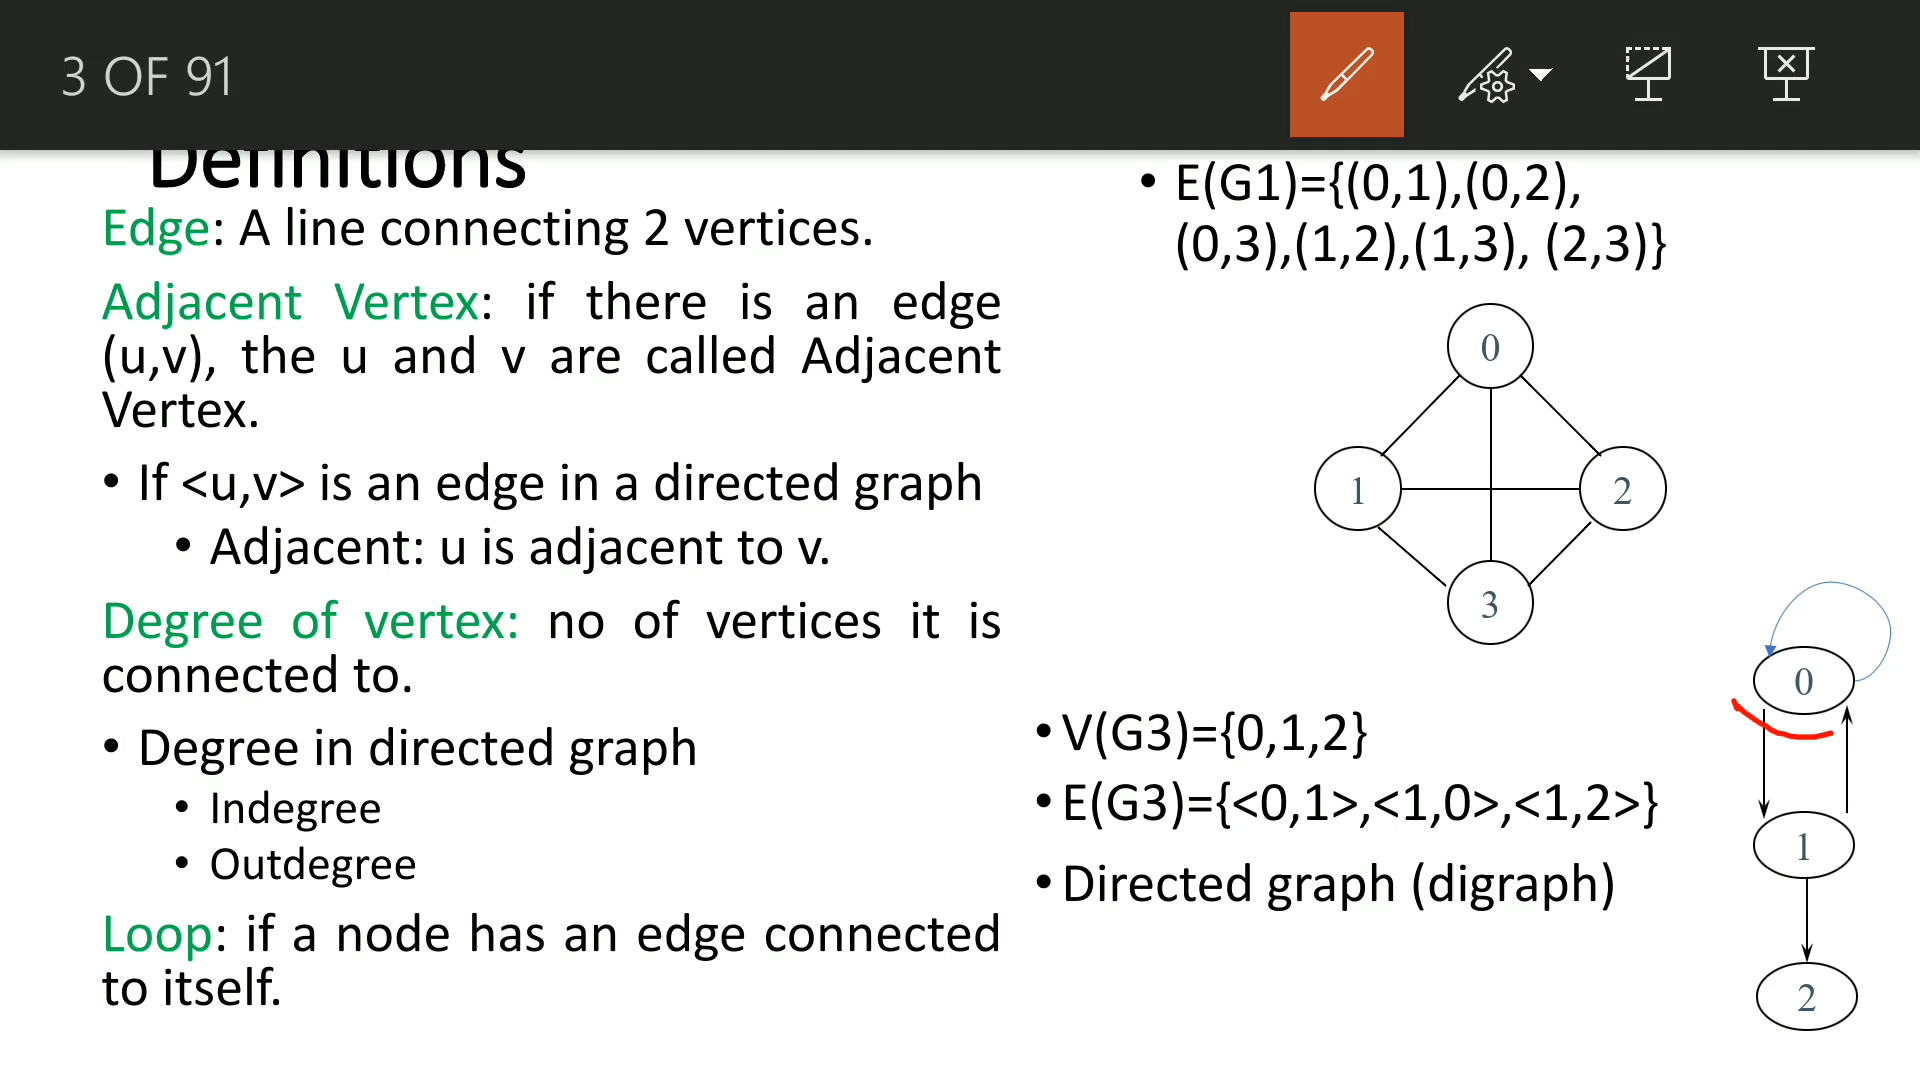 3 OF 91
Definitions
Edge: A line connecting 2 vertices.
Adjacent Vertex: if there is an edge
(u,v), the u and v are called Adjacent
Vertex.
• If <u,v> is an edge in a directed graph
• Adjacent: u is adjacent to v.
Degree of vertex: no of vertices it is
connected to.
• Degree in directed graph
• Indegree
• Outdegree
Loop: if a node has an edge connected
to itself.
• E(G1)={(0,1),(0,2),
(0,3),(1,2),(1,3), (2,3)}
0
1 2
3
• V(G3)={0,1,2}
• E(G3)={<0,1>,<1,0>,<1,2>}
• Directed graph (digraph)
0
1
2